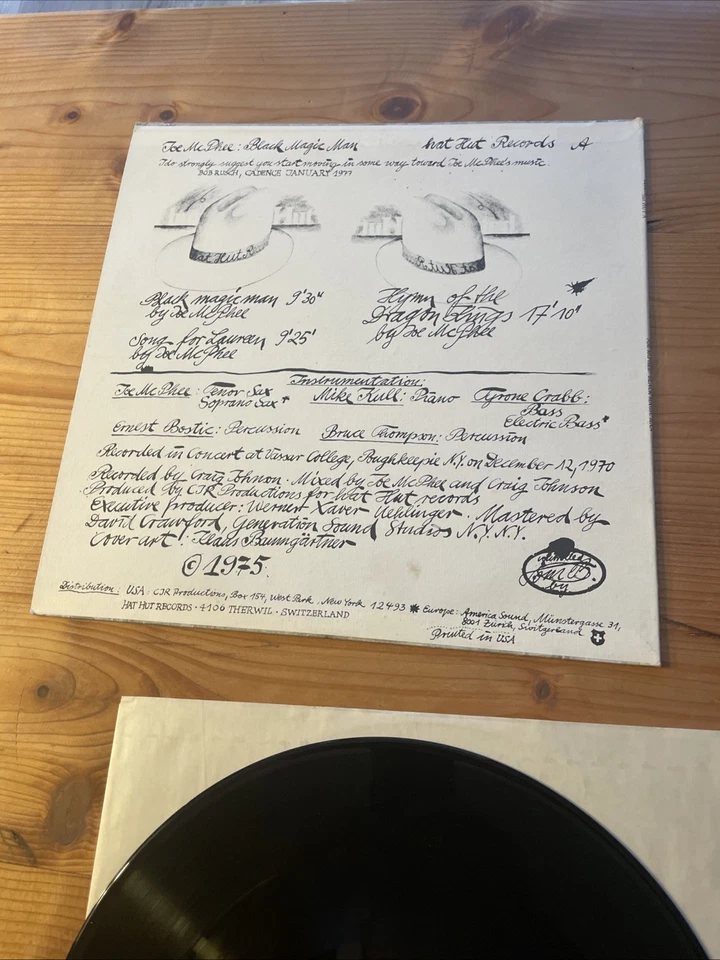 Joe McPhee: Black Magic Man hat Hut Records A
I do strongly suggest you start moving in some way toward Joe McPhee's music.
BOB RUSCH, CADENCE JANUARY 1977
Black magic man 9'30"
by Joe McPhee
Song for Laureen 9'25'
by Joe McPhee
Hymn of the
Dragon Kings 17'10"
by Joe McPhee
Instrumentation:
Joe McPhee: Tenor Sax
Soprano Sax*
Mike Kull: Piano
Tyrone Crabb:
Bass
Electric Bass*
Ernest Bostic: Percussion Bruce Thompson: Percussion
Recorded in Concert at Vassar College, Poughkeepie N.Y. on December 12, 1970
Recorded by Craig Johnson. Mixed by Joe McPhee and Craig Johnson
Produced by CJR Productions for Hat Hut records
Executive producer: Werner Xaver Uehlinger. Mastered by
David Crawford, Generation Sound Studios N.Y. N.Y.
Cover art: Klaus Baumgärtner
© 1975
Distribution: USA: CJR Productions, Box 154, West Park. New York 12493 * Europe: America Sound, Münstergasse 31,
8001 Zürich, Switzerland
HAT HUT RECORDS · 4106 THERWIL · SWITZERLAND
Printed in USA
by